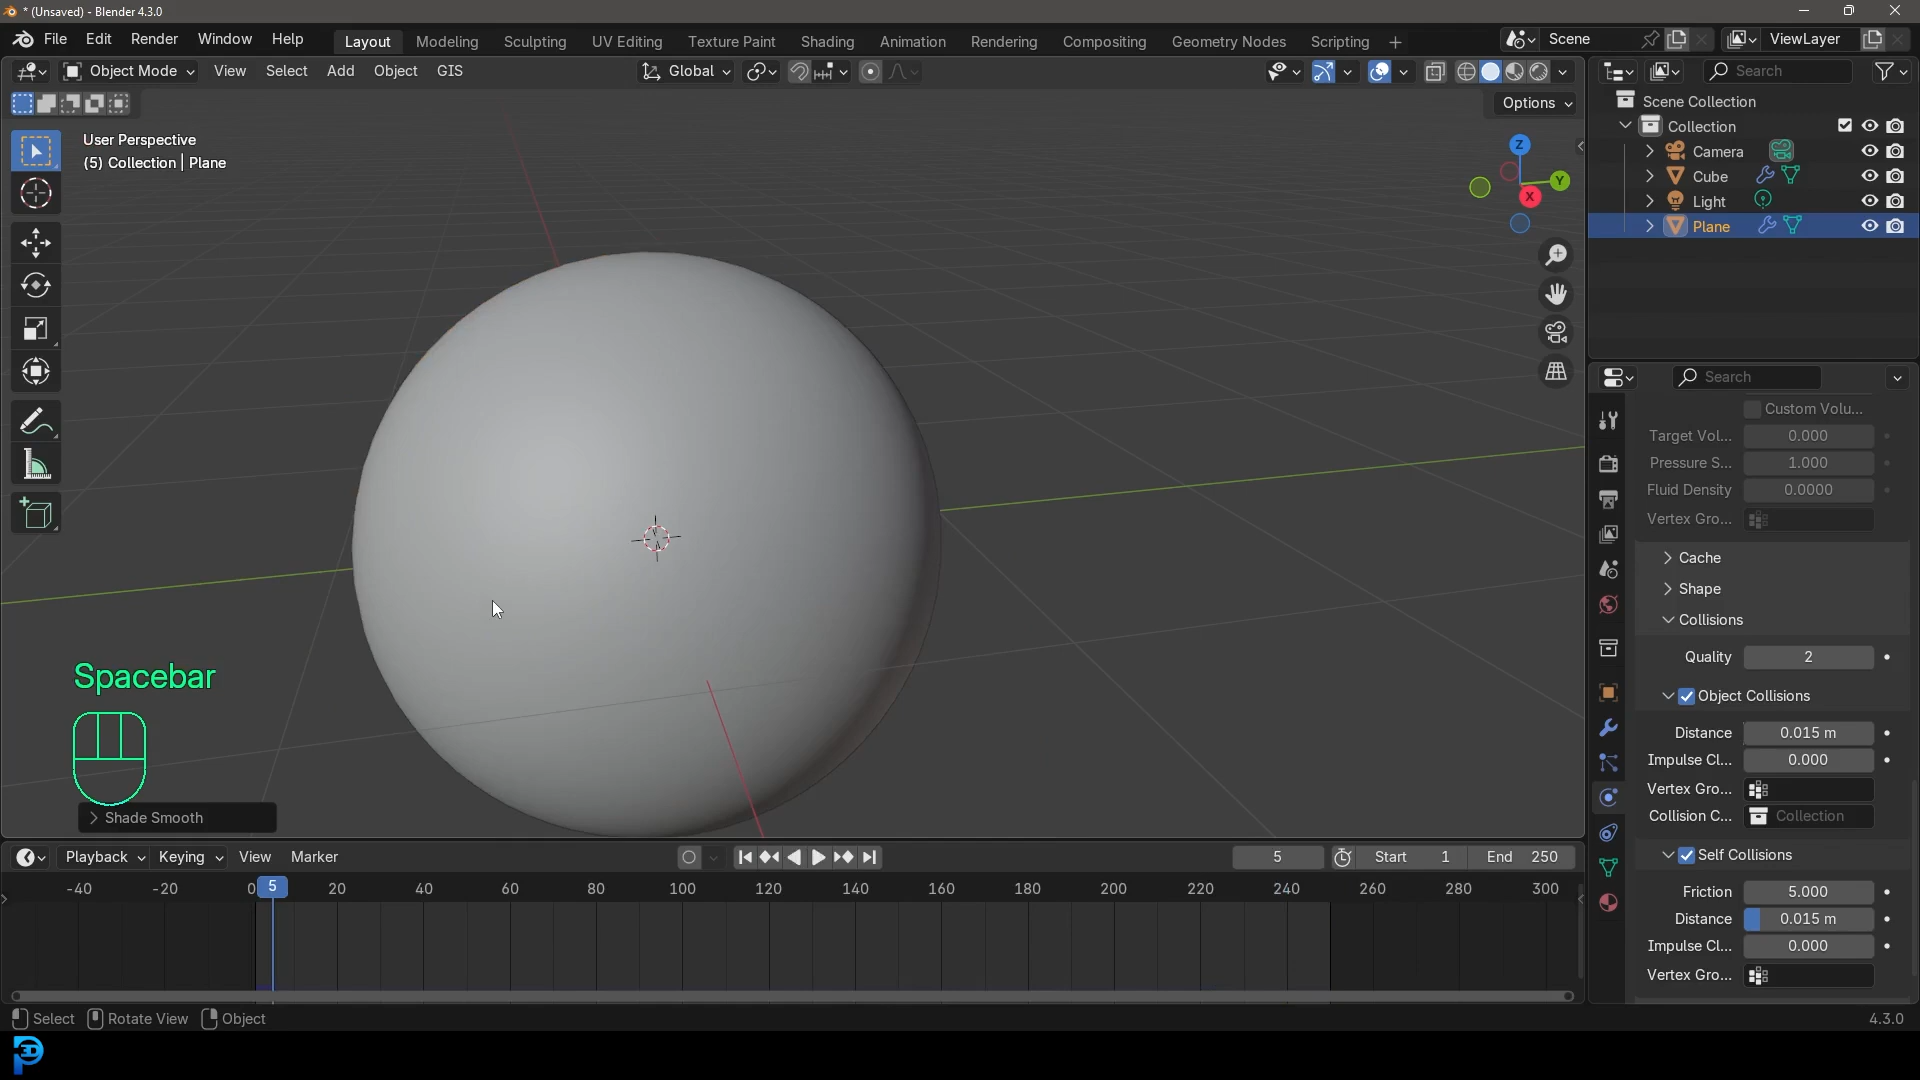 * (Unsaved) - Blender 4.3.0
File Edit Render Window Help Layout Modeling Sculpting UV Editing Texture Paint Shading Animation Rendering Compositing Geometry Nodes Scripting + Scene ViewLayer
Object Mode View Select Add Object GIS Global Search
Options
User Perspective
(5) Collection | Plane
Z
Y
X
Scene Collection
Collection
Camera
Cube
Light
Plane
Search
Custom Volu...
Target Vol... 0.000
Pressure S... 1.000
Fluid Density 0.0000
Vertex Gro...
Cache
Shape
Collisions
Quality 2
Object Collisions
Distance 0.015 m
Impulse Cl... 0.000
Vertex Gro...
Collision C... Collection
Self Collisions
Friction 5.000
Distance 0.015 m
Impulse Cl... 0.000
Vertex Gro...
Spacebar
Shade Smooth
Playback Keying View Marker 5 Start 1 End 250
-40 -20 0 5 20 40 60 80 100 120 140 160 180 200 220 240 260 280 300
Select Rotate View Object 4.3.0
3D